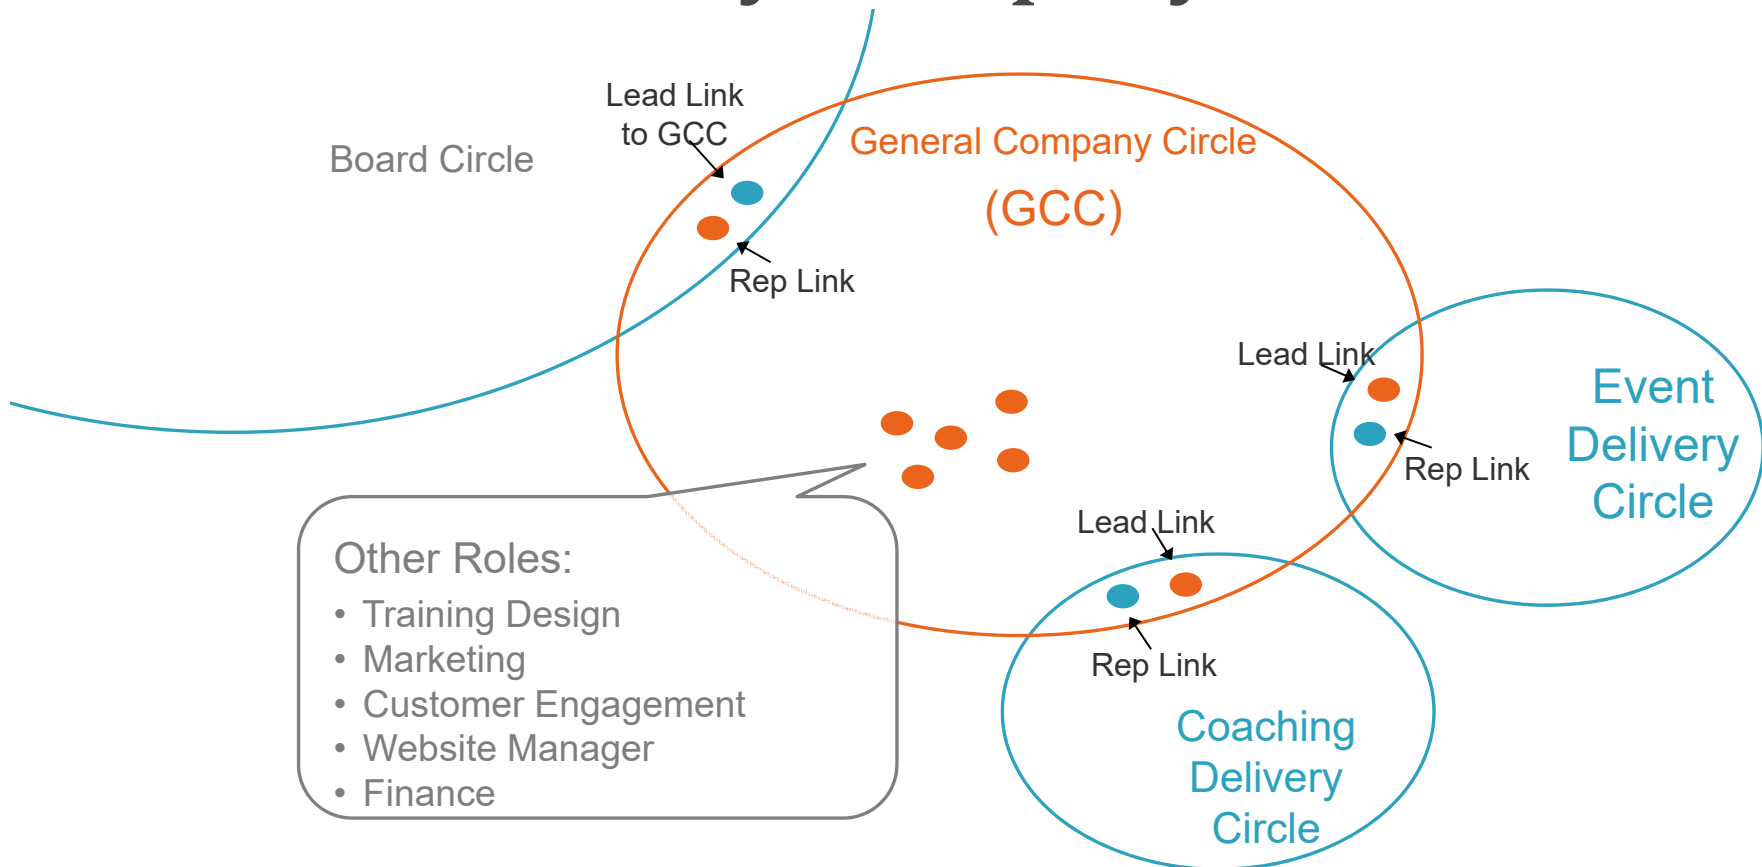 Lead Link
to GCC
Board Circle
General Company Circle
(GCC)
Rep Link
Lead Link
Event
Delivery
Circle
Rep Link
Lead Link
Rep Link
Coaching
Delivery
Circle
Other Roles:
• Training Design
• Marketing
• Customer Engagement
• Website Manager
• Finance